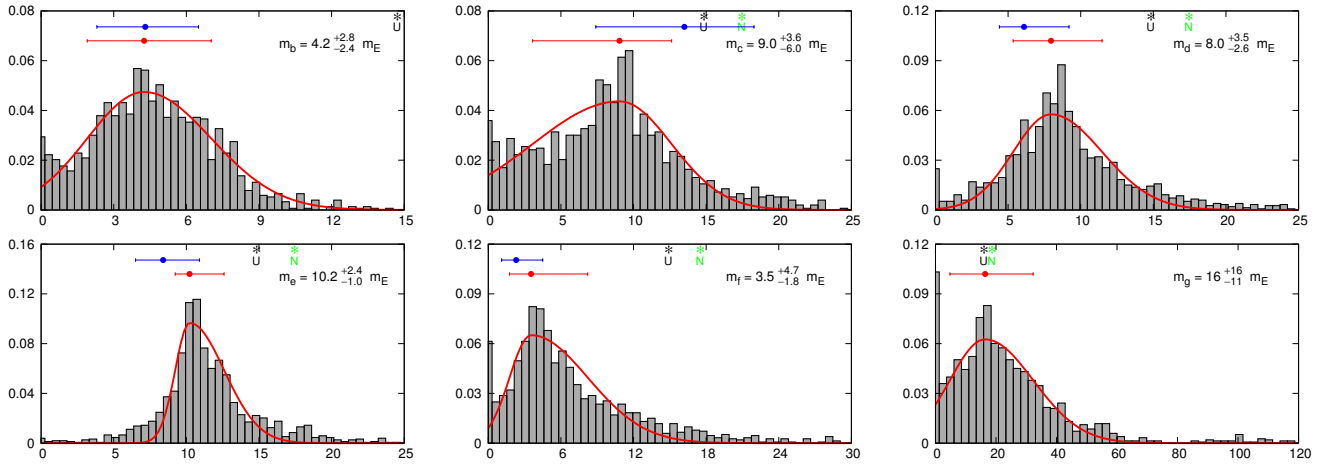 0.08
0.06
0.04
0.02
0
0 3 6 9 12 15
*
U
m_b = 4.2 +2.8 −2.4 m_E
0.08
0.06
0.04
0.02
0
0 5 10 15 20 25
* *
U N
m_c = 9.0 +3.6 −6.0 m_E
0.12
0.09
0.06
0.03
0
0 5 10 15 20 25
* *
U N
m_d = 8.0 +3.5 −2.6 m_E
0.16
0.12
0.08
0.04
0
0 5 10 15 20 25
* *
U N
m_e = 10.2 +2.4 −1.0 m_E
0.12
0.09
0.06
0.03
0
0 6 12 18 24 30
* *
U N
m_f = 3.5 +4.7 −1.8 m_E
0.12
0.09
0.06
0.03
0
0 20 40 60 80 100 120
* *
U N
m_g = 16 +16 −11 m_E